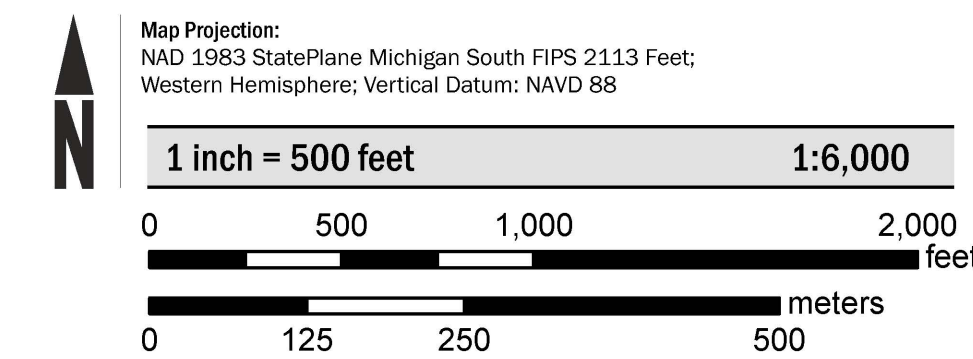 Map Projection:
NAD 1983 StatePlane Michigan South FIPS 2113 Feet;
Western Hemisphere; Vertical Datum: NAVD 88
N
1 inch = 500 feet 1:6,000
0 500 1,000 2,000
feet
meters
0 125 250 500